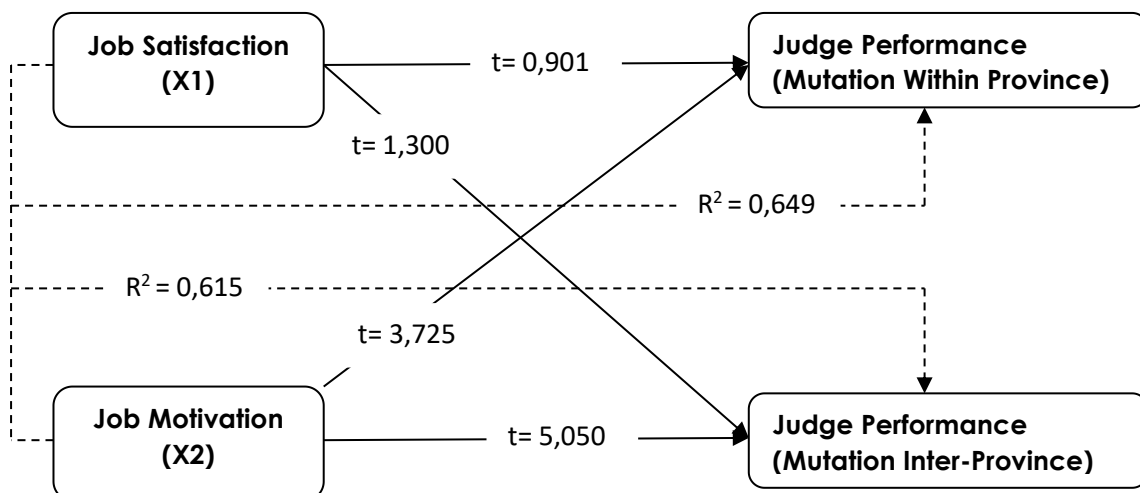 Job Satisfaction
(X1)
t= 0,901
Judge Performance
(Mutation Within Province)
t= 1,300
R² = 0,649
R² = 0,615
t= 3,725
Job Motivation
(X2)
t= 5,050
Judge Performance
(Mutation Inter-Province)